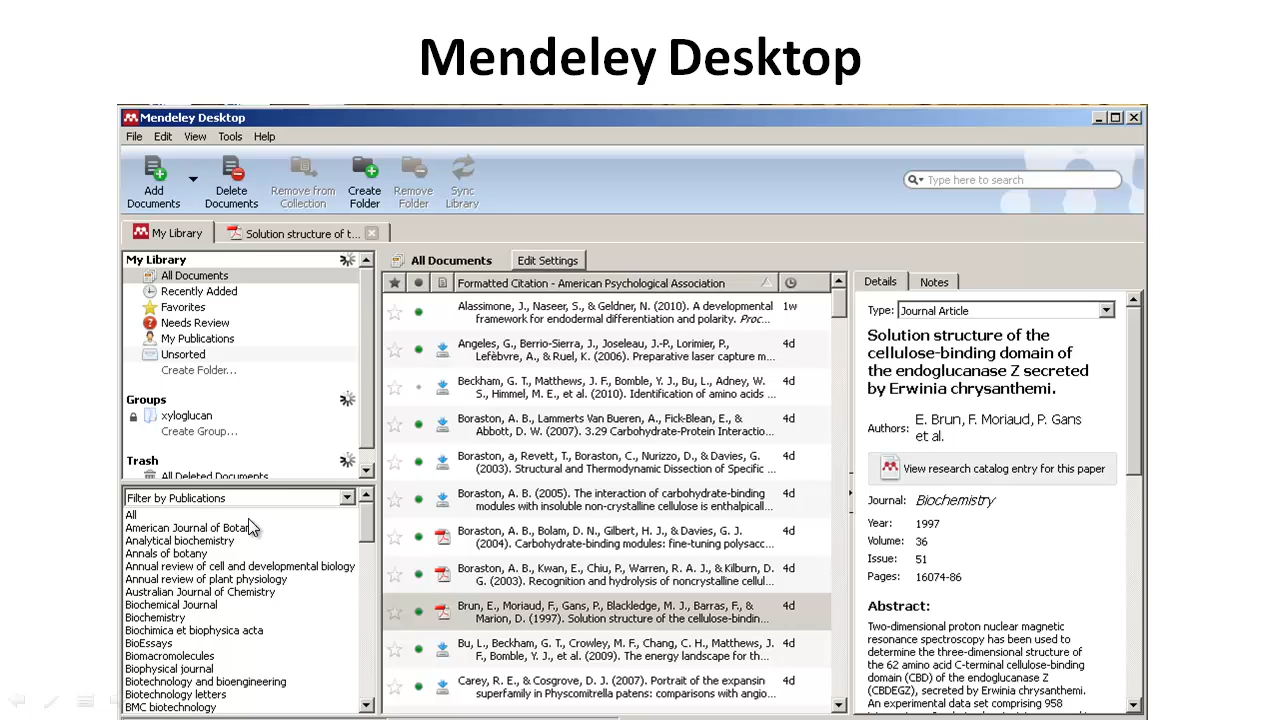 Mendeley Desktop
Mendeley Desktop
File Edit View Tools Help
Add
Documents
Delete
Documents
Remove from
Collection
Create
Folder
Remove
Folder
Sync
Library
Type here to search
My Library
Solution structure of t...
My Library
All Documents
Recently Added
Favorites
Needs Review
My Publications
Unsorted
Create Folder...
Groups
xyloglucan
Create Group...
Trash
All Deleted Documents
Filter by Publications
All
American Journal of Botany
Analytical biochemistry
Annals of botany
Annual review of cell and developmental biology
Annual review of plant physiology
Australian Journal of Chemistry
Biochemical Journal
Biochemistry
Biochimica et biophysica acta
BioEssays
Biomacromolecules
Biophysical journal
Biotechnology and bioengineering
Biotechnology letters
BMC biotechnology
All Documents Edit Settings
Formatted Citation - American Psychological Association
Alassimone, J., Naseer, S., & Geldner, N. (2010). A developmental 1w
framework for endodermal differentiation and polarity. Proc...
Angeles, G., Berrio-Sierra, J., Joseleau, J.-P., Lorimier, P., 4d
Lefèbvre, A., & Ruel, K. (2006). Preparative laser capture m...
Beckham, G. T., Matthews, J. F., Bomble, Y. J., Bu, L., Adney, W. 4d
S., Himmel, M. E., et al. (2010). Identification of amino acids ...
Boraston, A. B., Lammerts Van Bueren, A., Fick-Blean, E., & 4d
Abbott, D. W. (2007). 3.29 Carbohydrate-Protein Interactio...
Boraston, a, Revett, T., Boraston, C., Nurizzo, D., & Davies, G. 4d
(2003). Structural and Thermodynamic Dissection of Specific ...
Boraston, A. B. (2005). The interaction of carbohydrate-binding 4d
modules with insoluble non-crystalline cellulose is enthalpicall...
Boraston, A. B., Bolam, D. N., Gilbert, H. J., & Davies, G. J. 4d
(2004). Carbohydrate-binding modules: fine-tuning polysacc...
Boraston, A. B., Kwan, E., Chiu, P., Warren, R. A. J., & Kilburn, D. 4d
G. (2003). Recognition and hydrolysis of noncrystalline cellul...
Brun, E., Moriaud, F., Gans, P., Blackledge, M. J., Barras, F., & 4d
Marion, D. (1997). Solution structure of the cellulose-bindin...
Bu, L., Beckham, G. T., Crowley, M. F., Chang, C. H., Matthews, J. 4d
F., Bomble, Y. J., et al. (2009). The energy landscape for th...
Carey, R. E., & Cosgrove, D. J. (2007). Portrait of the expansin 4d
superfamily in Physcomitrella patens: comparisons with angio...
Details Notes
Type: Journal Article
Solution structure of the
cellulose-binding domain of
the endoglucanase Z secreted
by Erwinia chrysanthemi.
Authors: E. Brun, F. Moriaud, P. Gans
et al.
View research catalog entry for this paper
Journal: Biochemistry
Year: 1997
Volume: 36
Issue: 51
Pages: 16074-86
Abstract:
Two-dimensional proton nuclear magnetic
resonance spectroscopy has been used to
determine the three-dimensional structure of
the 62 amino acid C-terminal cellulose-binding
domain (CBD) of the endoglucanase Z
(CBDEGZ), secreted by Erwinia chrysanthemi.
An experimental data set comprising 958